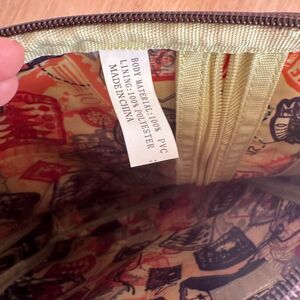 BODY MATERIAL:100% PVC
LINING:100% POLYESTER
MADE IN CHINA